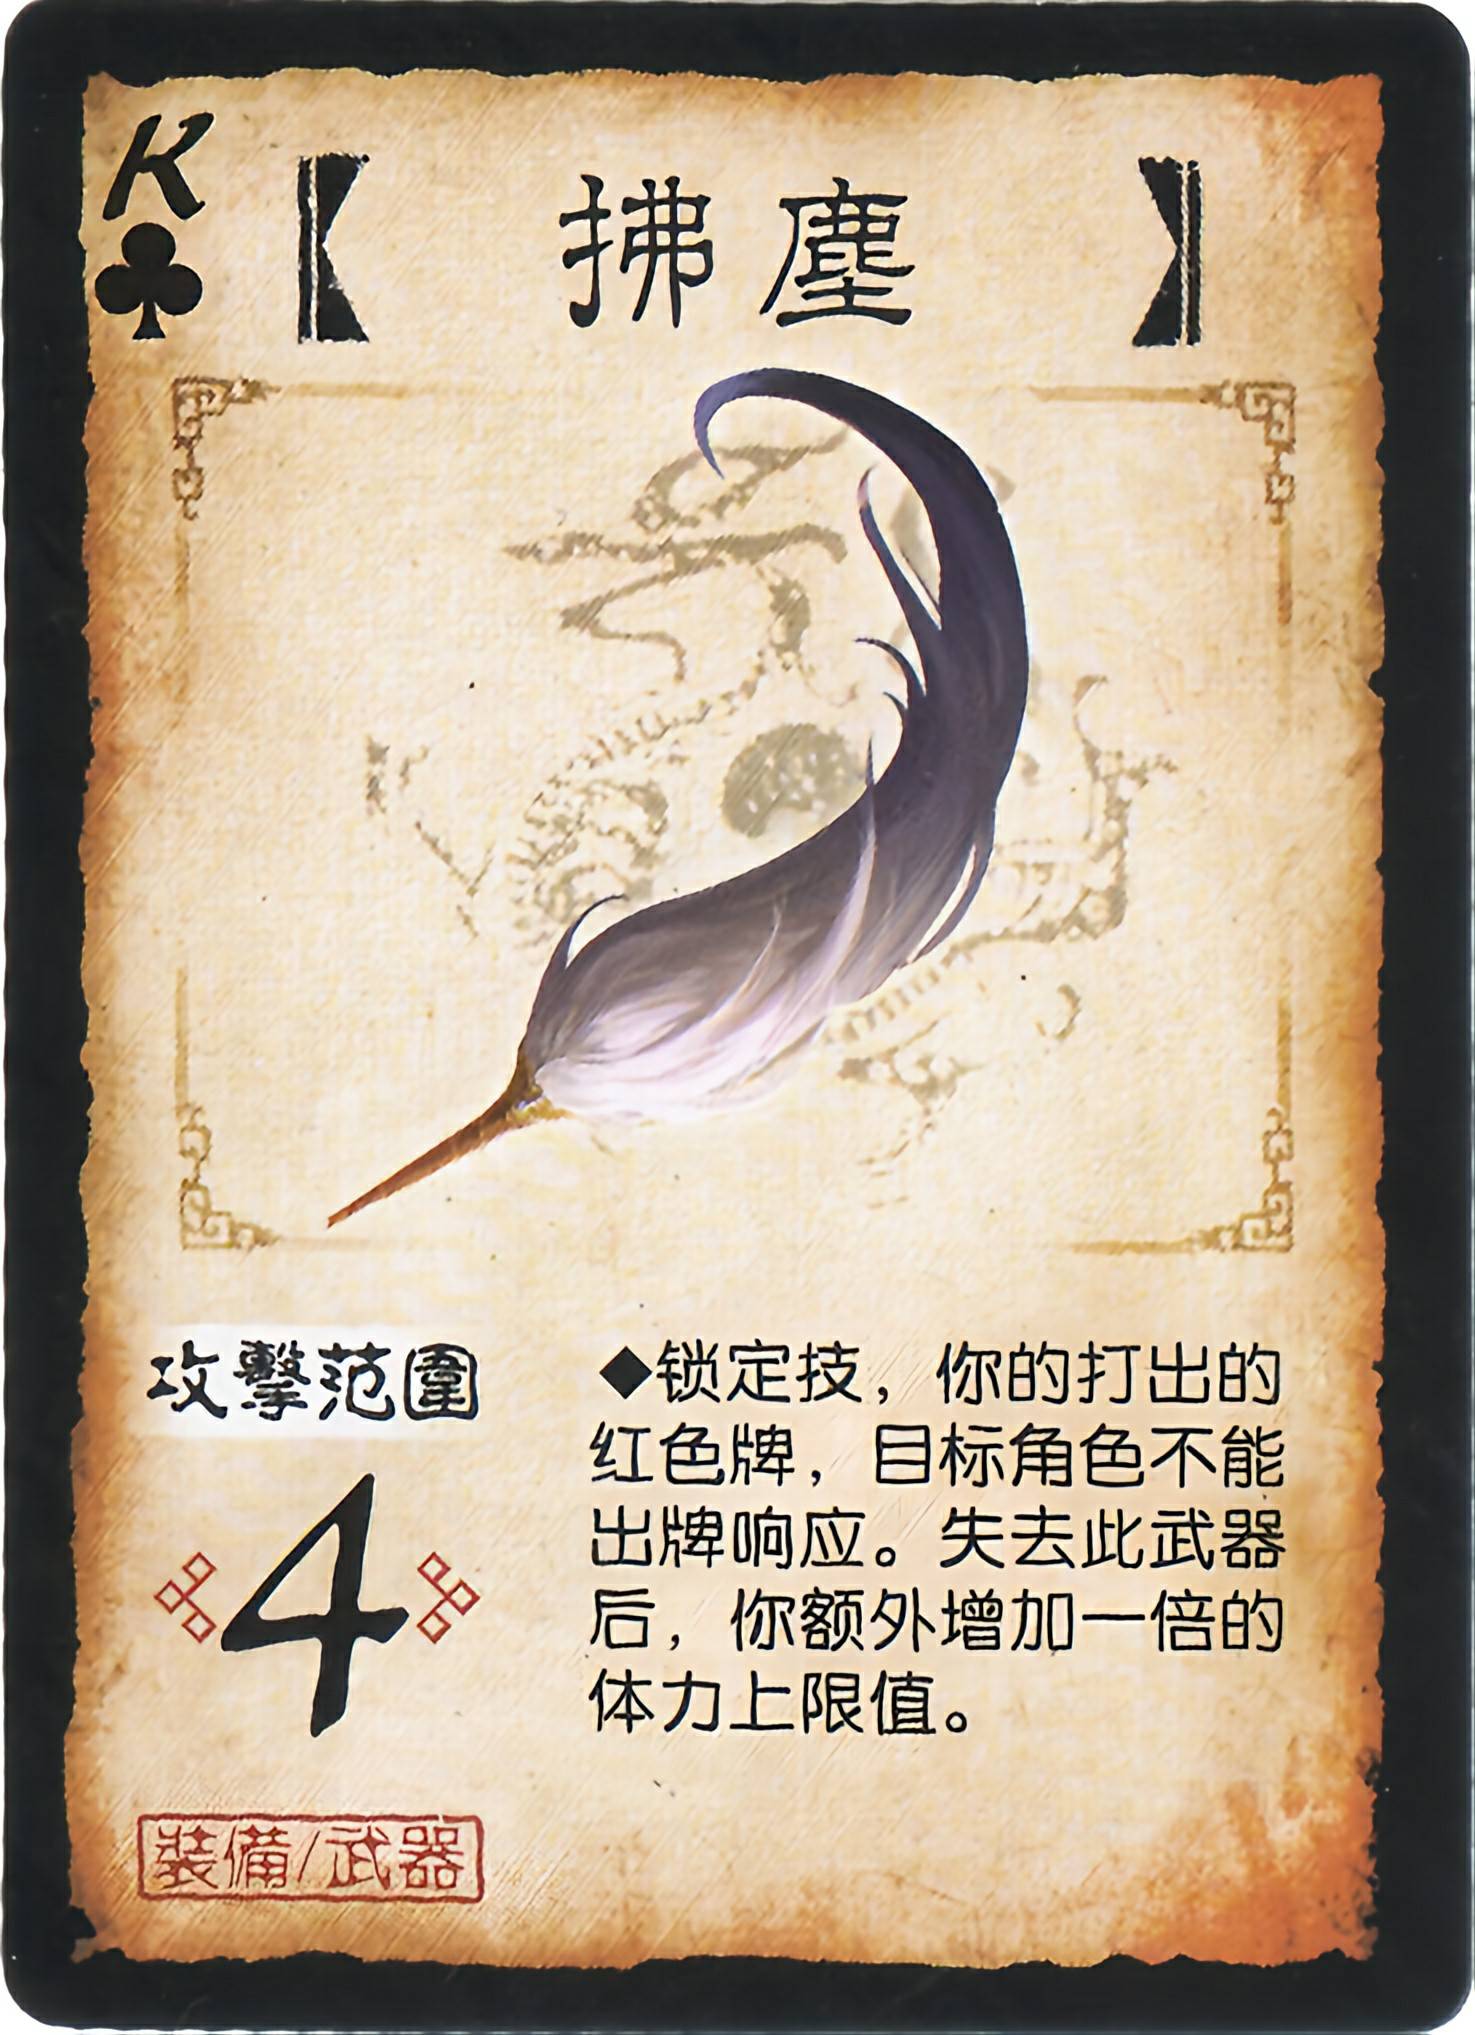 K
【 拂塵 】
攻擊范圍
4
◆锁定技，你的打出的
红色牌，目标角色不能
出牌响应。失去此武器
后，你额外增加一倍的
体力上限值。
裝備/武器